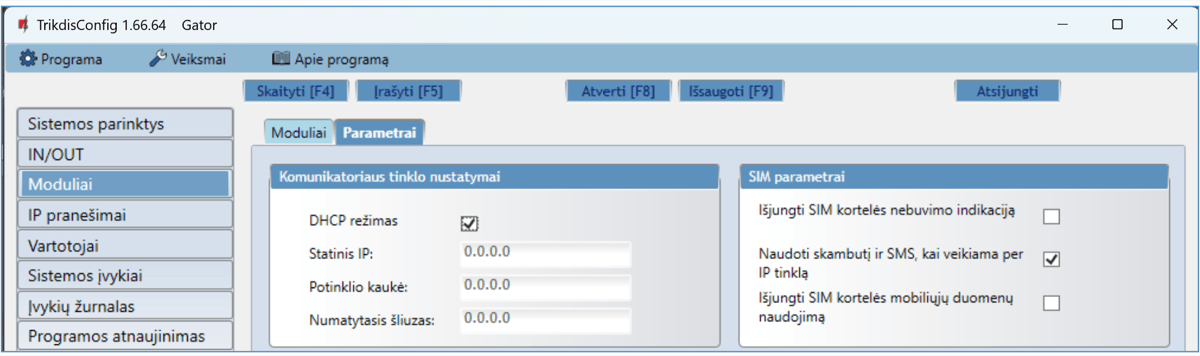 TrikdisConfig 1.66.64 Gator
Programa Veiksmai Apie programą
Skaityti [F4] Įrašyti [F5] Atverti [F8] Išsaugoti [F9] Atsijungti
Sistemos parinktys
IN/OUT
Moduliai
IP pranešimai
Vartotojai
Sistemos įvykiai
Įvykių žurnalas
Programos atnaujinimas
Moduliai Parametrai
Komunikatoriaus tinklo nustatymai
DHCP režimas
Statinis IP: 0.0.0.0
Potinklio kaukė: 0.0.0.0
Numatytasis šliuzas: 0.0.0.0
SIM parametrai
Išjungti SIM kortelės nebuvimo indikaciją
Naudoti skambutį ir SMS, kai veikiama per
IP tinklą
Išjungti SIM kortelės mobiliųjų duomenų
naudojimą